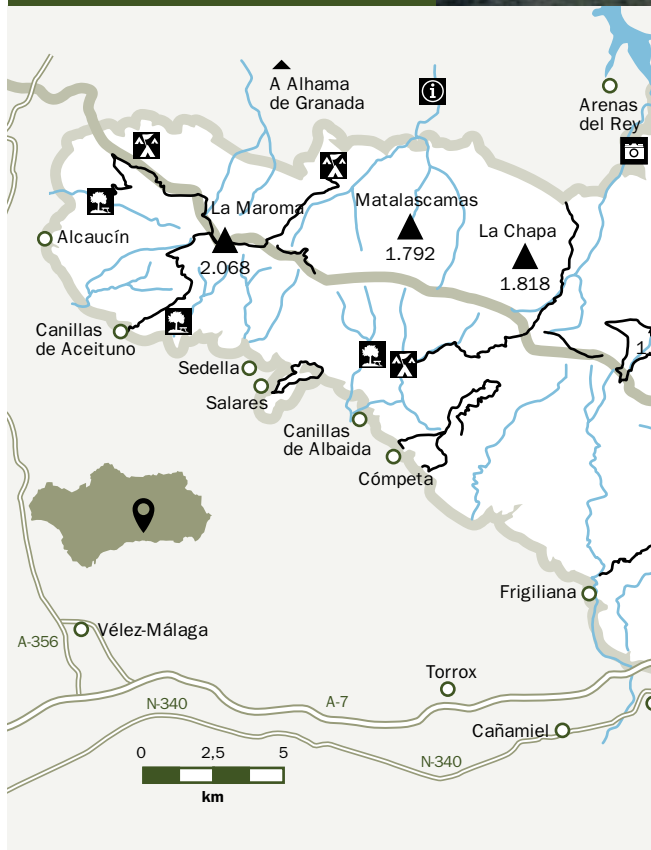 A Alhama
de Granada
i
Arenas
del Rey
La Maroma
2.068
Matalascamas
1.792
La Chapa
1.818
Alcaucín
Canillas
de Aceituno
Sedella
Salares
Canillas
de Albaida
Cómpeta
Frigiliana
Vélez-Málaga
A-356
Torrox
N-340
A-7
Cañamiel
N-340
0 2,5 5
km